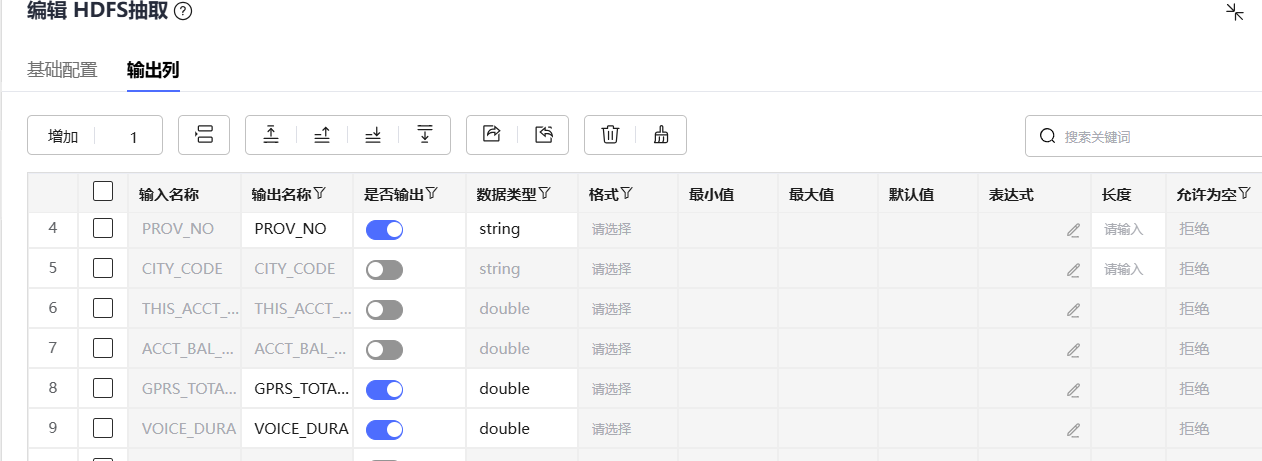 编辑 HDFS抽取 ?
基础配置 输出列
增加 1 搜索关键词
输入名称 输出名称 是否输出 数据类型 格式 最小值 最大值 默认值 表达式 长度 允许为空
4 PROV_NO PROV_NO string 请选择 请输入 拒绝
5 CITY_CODE CITY_CODE string 请选择 请输入 拒绝
6 THIS_ACCT_... THIS_ACCT_... double 请选择 拒绝
7 ACCT_BAL_... ACCT_BAL_... double 请选择 拒绝
8 GPRS_TOTA... GPRS_TOTA... double 请选择 拒绝
9 VOICE_DURA VOICE_DURA double 请选择 拒绝